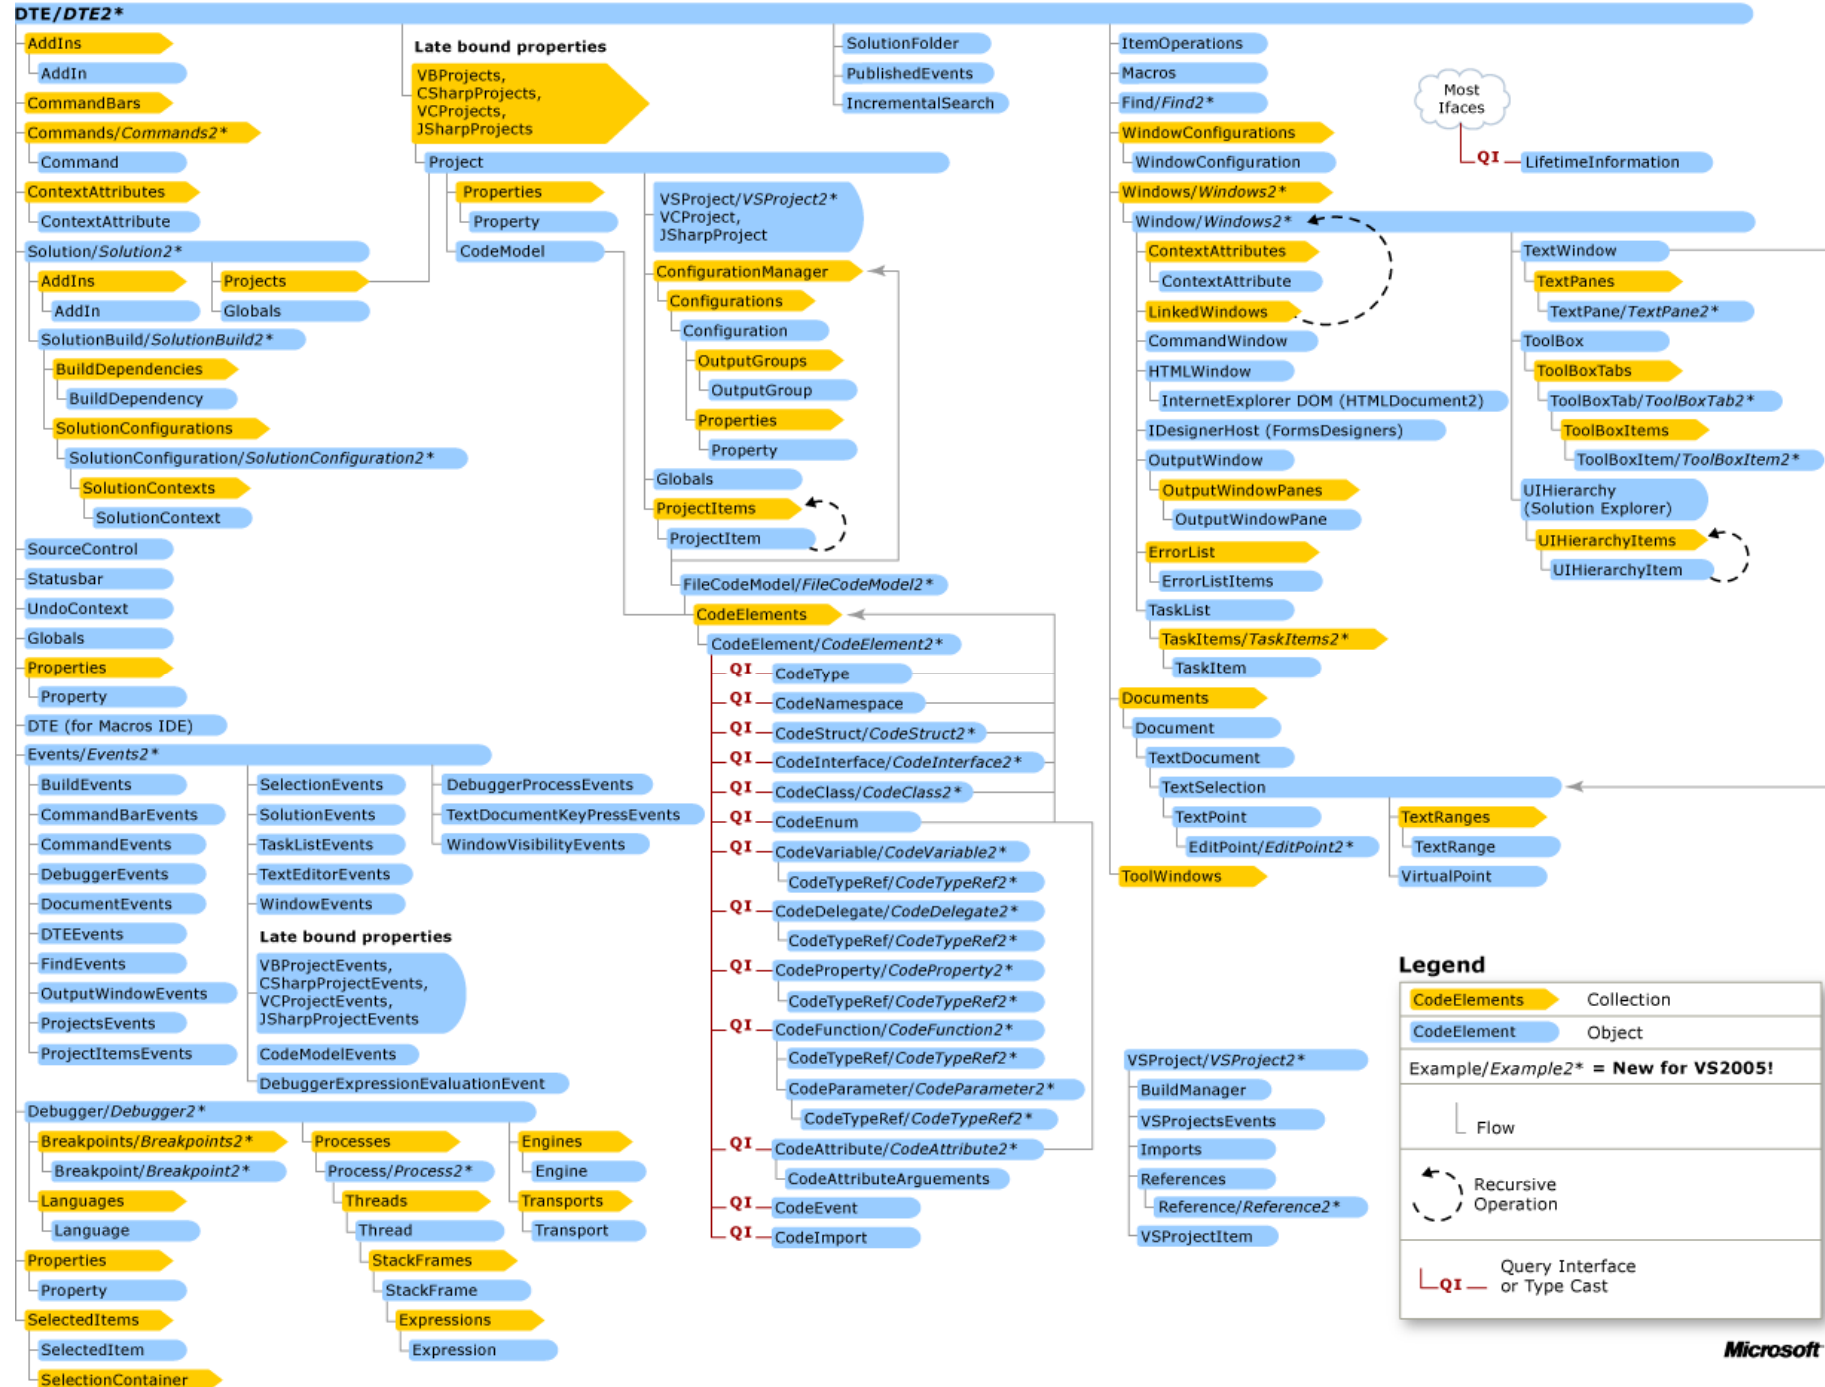 DTE/DTE2*
AddIns
AddIn
CommandBars
Commands/Commands2*
Command
ContextAttributes
ContextAttribute
Solution/Solution2*
AddIns
AddIn
Projects
Globals
SolutionBuild/SolutionBuild2*
BuildDependencies
BuildDependency
SolutionConfigurations
SolutionConfiguration/SolutionConfiguration2*
SolutionContexts
SolutionContext
SourceControl
Statusbar
UndoContext
Globals
Properties
Property
DTE (for Macros IDE)
Events/Events2*
BuildEvents
CommandBarEvents
CommandEvents
DebuggerEvents
DocumentEvents
DTEEvents
FindEvents
OutputWindowEvents
ProjectsEvents
ProjectItemsEvents
SelectionEvents
SolutionEvents
TaskListEvents
TextEditorEvents
WindowEvents
Late bound properties
VBProjectEvents,
CSharpProjectEvents,
VCProjectEvents,
JSharpProjectEvents
CodeModelEvents
DebuggerExpressionEvaluationEvent
DebuggerProcessEvents
TextDocumentKeyPressEvents
WindowVisibilityEvents
Debugger/Debugger2*
Breakpoints/Breakpoints2*
Breakpoint/Breakpoint2*
Languages
Language
Processes
Process/Process2*
Threads
Thread
StackFrames
StackFrame
Expressions
Expression
Engines
Engine
Transports
Transport
Properties
Property
SelectedItems
SelectedItem
SelectionContainer
Late bound properties
VBProjects,
CSharpProjects,
VCProjects,
JSharpProjects
Project
Properties
Property
CodeModel
VSProject/VSProject2*
VCProject,
JSharpProject
ConfigurationManager
Configurations
Configuration
OutputGroups
OutputGroup
Properties
Property
Globals
ProjectItems
ProjectItem
FileCodeModel/FileCodeModel2*
CodeElements
CodeElement/CodeElement2*
QI CodeType
QI CodeNamespace
QI CodeStruct/CodeStruct2*
QI CodeInterface/CodeInterface2*
QI CodeClass/CodeClass2*
QI CodeEnum
QI CodeVariable/CodeVariable2*
CodeTypeRef/CodeTypeRef2*
QI CodeDelegate/CodeDelegate2*
CodeTypeRef/CodeTypeRef2*
QI CodeProperty/CodeProperty2*
CodeTypeRef/CodeTypeRef2*
QI CodeFunction/CodeFunction2*
CodeTypeRef/CodeTypeRef2*
CodeParameter/CodeParameter2*
CodeTypeRef/CodeTypeRef2*
QI CodeAttribute/CodeAttribute2*
CodeAttributeArguements
QI CodeEvent
QI CodeImport
SolutionFolder
PublishedEvents
IncrementalSearch
ItemOperations
Macros
Find/Find2*
WindowConfigurations
WindowConfiguration
Windows/Windows2*
Window/Windows2*
ContextAttributes
ContextAttribute
LinkedWindows
CommandWindow
HTMLWindow
InternetExplorer DOM (HTMLDocument2)
IDesignerHost (FormsDesigners)
OutputWindow
OutputWindowPanes
OutputWindowPane
ErrorList
ErrorListItems
TaskList
TaskItems/TaskItems2*
TaskItem
TextWindow
TextPanes
TextPane/TextPane2*
ToolBox
ToolBoxTabs
ToolBoxTab/ToolBoxTab2*
ToolBoxItems
ToolBoxItem/ToolBoxItem2*
UIHierarchy
(Solution Explorer)
UIHierarchyItems
UIHierarchyItem
Documents
Document
TextDocument
TextSelection
TextPoint
EditPoint/EditPoint2*
TextRanges
TextRange
VirtualPoint
ToolWindows
Most
Ifaces
QI LifetimeInformation
VSProject/VSProject2*
BuildManager
VSProjectsEvents
Imports
References
Reference/Reference2*
VSProjectItem
Legend
CodeElements Collection
CodeElement Object
Example/Example2* = New for VS2005!
Flow
Recursive
Operation
QI Query Interface
or Type Cast
Microsoft